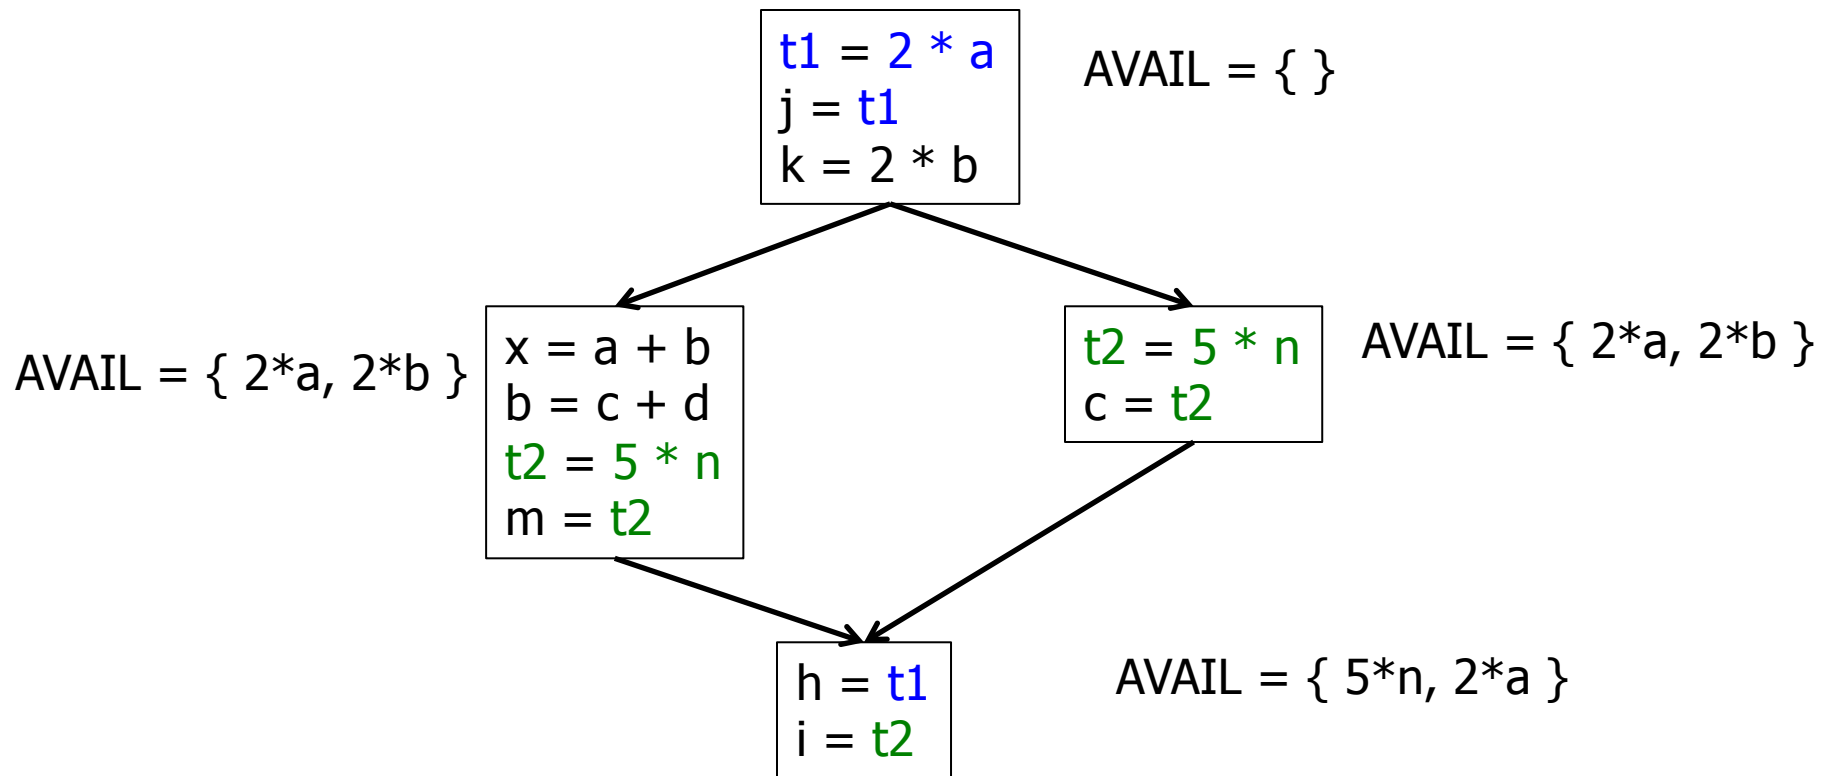 t1 = 2 * a
j = t1
k = 2 * b
AVAIL = { }
AVAIL = { 2*a, 2*b }
x = a + b
b = c + d
t2 = 5 * n
m = t2
t2 = 5 * n
c = t2
AVAIL = { 2*a, 2*b }
h = t1
i = t2
AVAIL = { 5*n, 2*a }